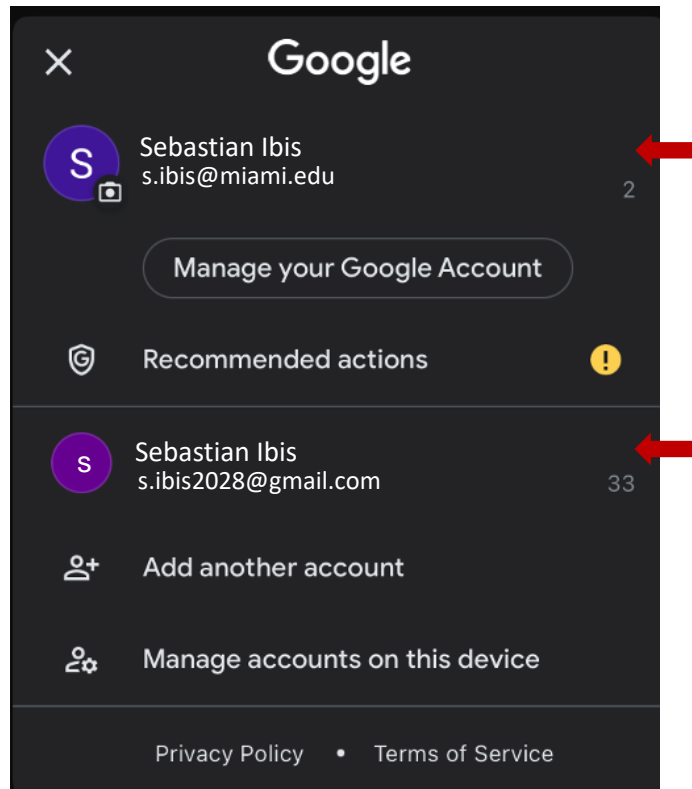 Google
S
Sebastian Ibis
s.ibis@miami.edu
2
Manage your Google Account
G
Recommended actions
!
s
Sebastian Ibis
s.ibis2028@gmail.com
33
Add another account
Manage accounts on this device
Privacy Policy • Terms of Service